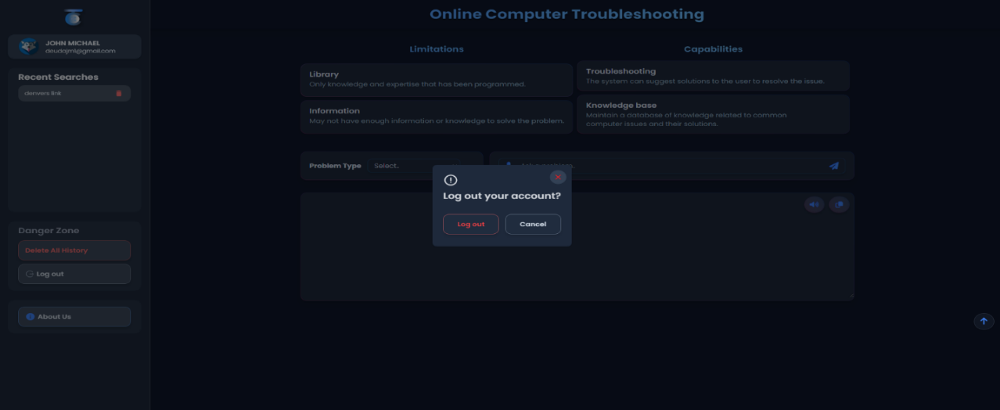 Online Computer Troubleshooting
JOHN MICHAEL
deudajml@gmail.com
Recent Searches
denvers link
Danger Zone
Delete All History
Log out
About Us
Limitations
Library
Only knowledge and expertise that has been programmed.
Information
May not have enough information or knowledge to solve the problem.
Capabilities
Troubleshooting
The system can suggest solutions to the user to resolve the issue.
Knowledge base
Maintain a database of knowledge related to common
computer issues and their solutions.
Problem Type
Select..
Log out your account?
Log out
Cancel